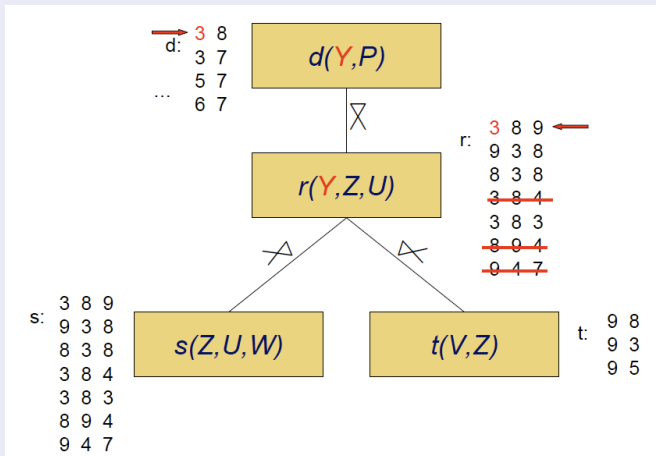 d:
3 8
3 7
5 7
...
6 7
d(Y,P)
r:
3 8 9
9 3 8
8 3 8
3 8 4
3 8 3
8 9 4
9 4 7
r(Y,Z,U)
s:
3 8 9
9 3 8
8 3 8
3 8 4
3 8 3
8 9 4
9 4 7
s(Z,U,W)
t(V,Z)
t:
9 8
9 3
9 5